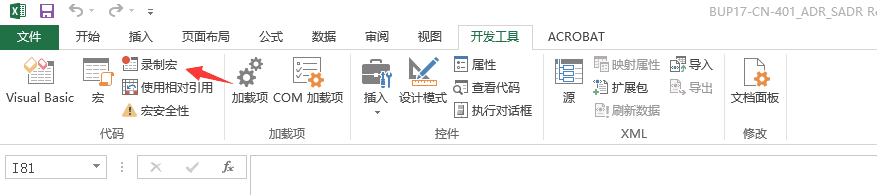 BUP17-CN-401_ADR_SADR Re
文件 开始 插入 页面布局 公式 数据 审阅 视图 开发工具 ACROBAT
录制宏 属性 映射属性 导入
使用相对引用 查看代码 扩展包 导出
Visual Basic 宏 宏安全性 加载项 COM 加载项 插入 设计模式 执行对话框 源 刷新数据 文档面板
代码 加载项 控件 XML 修改
I81 fx